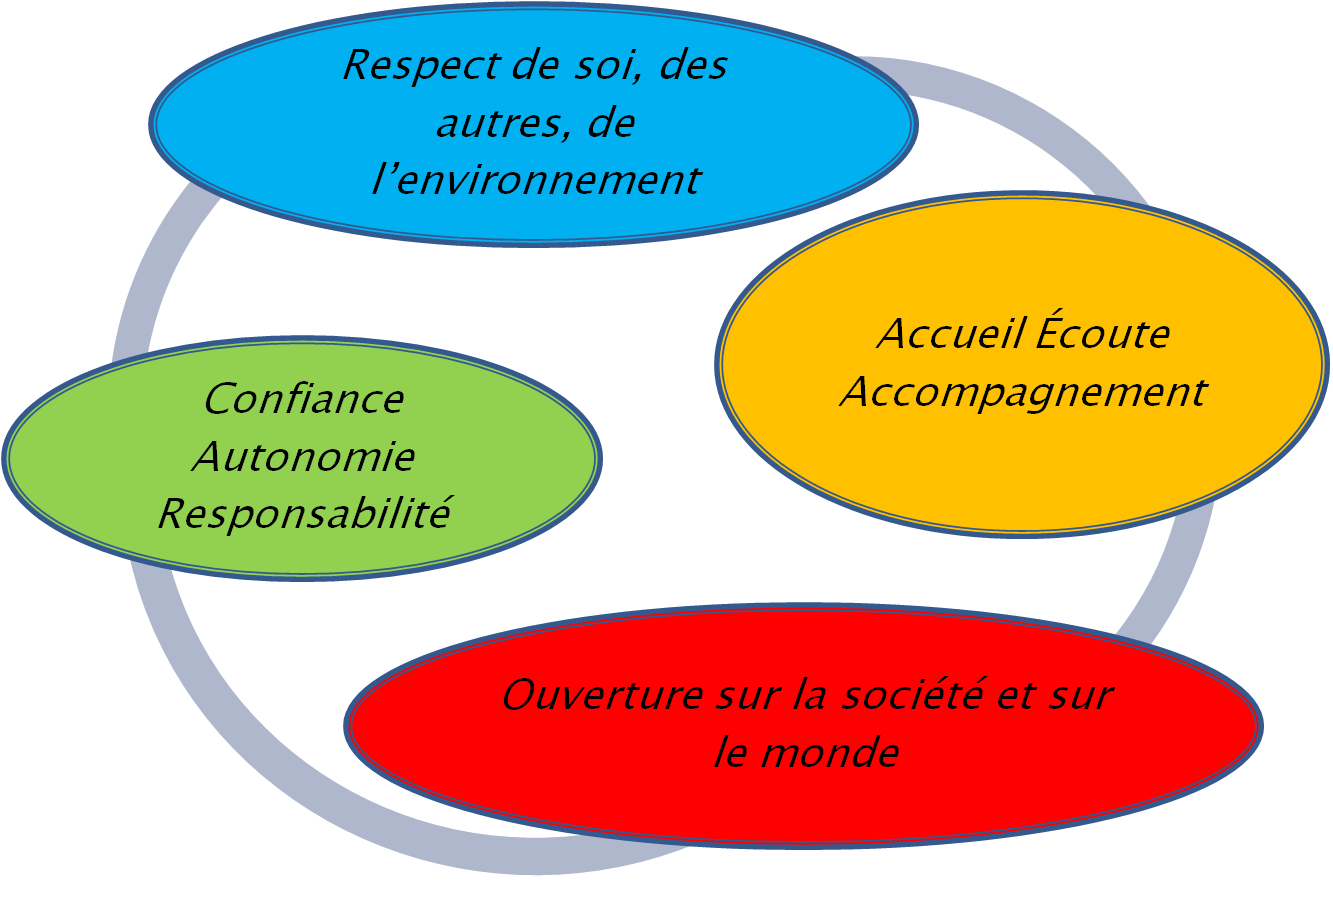 Respect de soi, des
autres, de
l’environnement
Accueil Écoute
Accompagnement
Confiance
Autonomie
Responsabilité
Ouverture sur la société et sur
le monde